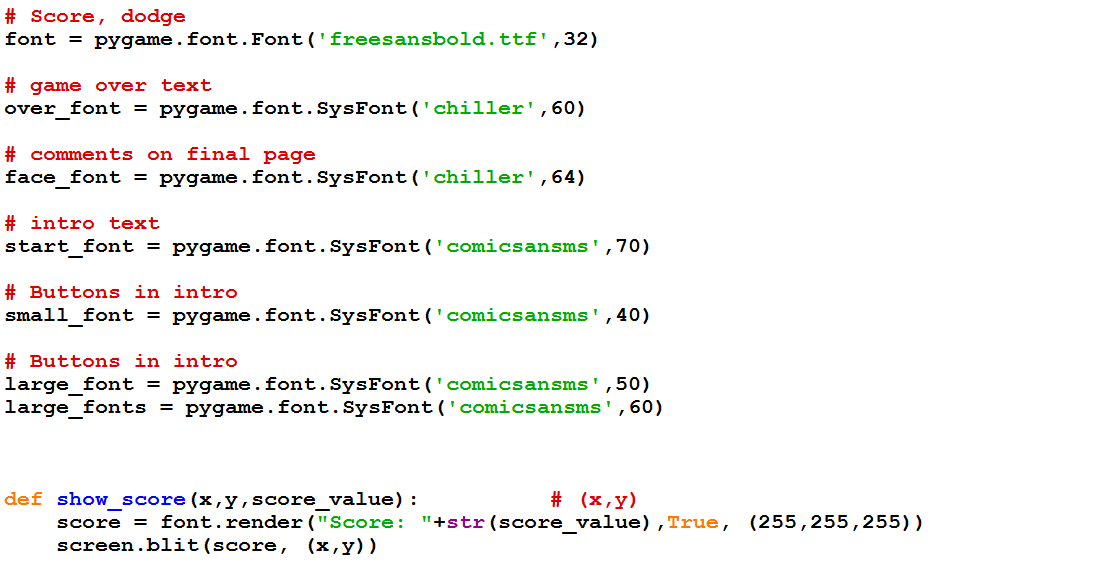 # Score, dodge
font = pygame.font.Font('freesansbold.ttf',32)
# game over text
over_font = pygame.font.SysFont('chiller',60)
# comments on final page
face_font = pygame.font.SysFont('chiller',64)
# intro text
start_font = pygame.font.SysFont('comicsansms',70)
# Buttons in intro
small_font = pygame.font.SysFont('comicsansms',40)
# Buttons in intro
large_font = pygame.font.SysFont('comicsansms',50)
large_fonts = pygame.font.SysFont('comicsansms',60)
def show_score(x,y,score_value):          # (x,y)
    score = font.render("Score: "+str(score_value),True, (255,255,255))
    screen.blit(score, (x,y))